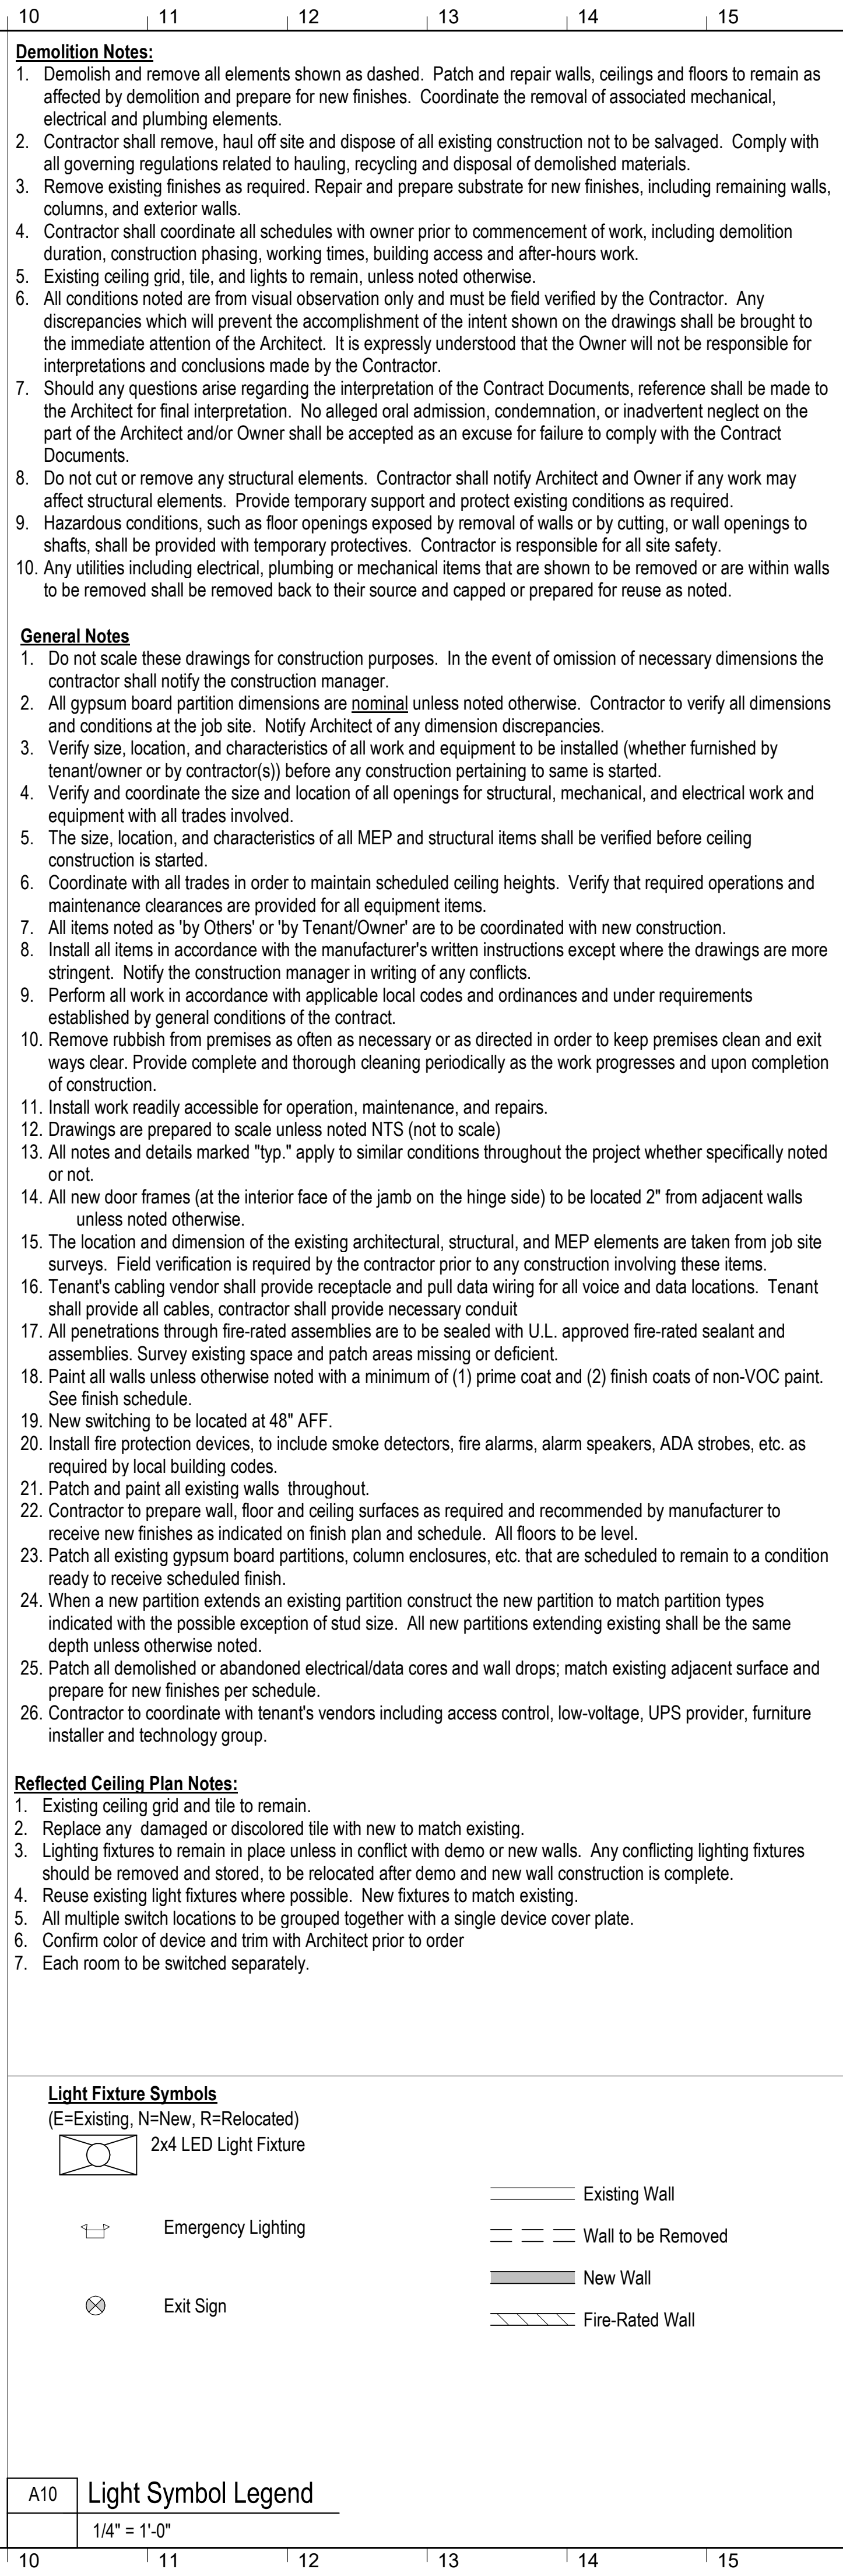 10 11 12 13 14 15
Demolition Notes:
1. Demolish and remove all elements shown as dashed. Patch and repair walls, ceilings and floors to remain as
affected by demolition and prepare for new finishes. Coordinate the removal of associated mechanical,
electrical and plumbing elements.
2. Contractor shall remove, haul off site and dispose of all existing construction not to be salvaged. Comply with
all governing regulations related to hauling, recycling and disposal of demolished materials.
3. Remove existing finishes as required. Repair and prepare substrate for new finishes, including remaining walls,
columns, and exterior walls.
4. Contractor shall coordinate all schedules with owner prior to commencement of work, including demolition
duration, construction phasing, working times, building access and after-hours work.
5. Existing ceiling grid, tile, and lights to remain, unless noted otherwise.
6. All conditions noted are from visual observation only and must be field verified by the Contractor. Any
discrepancies which will prevent the accomplishment of the intent shown on the drawings shall be brought to
the immediate attention of the Architect. It is expressly understood that the Owner will not be responsible for
interpretations and conclusions made by the Contractor.
7. Should any questions arise regarding the interpretation of the Contract Documents, reference shall be made to
the Architect for final interpretation. No alleged oral admission, condemnation, or inadvertent neglect on the
part of the Architect and/or Owner shall be accepted as an excuse for failure to comply with the Contract
Documents.
8. Do not cut or remove any structural elements. Contractor shall notify Architect and Owner if any work may
affect structural elements. Provide temporary support and protect existing conditions as required.
9. Hazardous conditions, such as floor openings exposed by removal of walls or by cutting, or wall openings to
shafts, shall be provided with temporary protectives. Contractor is responsible for all site safety.
10. Any utilities including electrical, plumbing or mechanical items that are shown to be removed or are within walls
to be removed shall be removed back to their source and capped or prepared for reuse as noted.
General Notes
1. Do not scale these drawings for construction purposes. In the event of omission of necessary dimensions the
contractor shall notify the construction manager.
2. All gypsum board partition dimensions are nominal unless noted otherwise. Contractor to verify all dimensions
and conditions at the job site. Notify Architect of any dimension discrepancies.
3. Verify size, location, and characteristics of all work and equipment to be installed (whether furnished by
tenant/owner or by contractor(s)) before any construction pertaining to same is started.
4. Verify and coordinate the size and location of all openings for structural, mechanical, and electrical work and
equipment with all trades involved.
5. The size, location, and characteristics of all MEP and structural items shall be verified before ceiling
construction is started.
6. Coordinate with all trades in order to maintain scheduled ceiling heights. Verify that required operations and
maintenance clearances are provided for all equipment items.
7. All items noted as 'by Others' or 'by Tenant/Owner' are to be coordinated with new construction.
8. Install all items in accordance with the manufacturer's written instructions except where the drawings are more
stringent. Notify the construction manager in writing of any conflicts.
9. Perform all work in accordance with applicable local codes and ordinances and under requirements
established by general conditions of the contract.
10. Remove rubbish from premises as often as necessary or as directed in order to keep premises clean and exit
ways clear. Provide complete and thorough cleaning periodically as the work progresses and upon completion
of construction.
11. Install work readily accessible for operation, maintenance, and repairs.
12. Drawings are prepared to scale unless noted NTS (not to scale)
13. All notes and details marked "typ." apply to similar conditions throughout the project whether specifically noted
or not.
14. All new door frames (at the interior face of the jamb on the hinge side) to be located 2" from adjacent walls
unless noted otherwise.
15. The location and dimension of the existing architectural, structural, and MEP elements are taken from job site
surveys. Field verification is required by the contractor prior to any construction involving these items.
16. Tenant's cabling vendor shall provide receptacle and pull data wiring for all voice and data locations. Tenant
shall provide all cables, contractor shall provide necessary conduit
17. All penetrations through fire-rated assemblies are to be sealed with U.L. approved fire-rated sealant and
assemblies. Survey existing space and patch areas missing or deficient.
18. Paint all walls unless otherwise noted with a minimum of (1) prime coat and (2) finish coats of non-VOC paint.
See finish schedule.
19. New switching to be located at 48" AFF.
20. Install fire protection devices, to include smoke detectors, fire alarms, alarm speakers, ADA strobes, etc. as
required by local building codes.
21. Patch and paint all existing walls throughout.
22. Contractor to prepare wall, floor and ceiling surfaces as required and recommended by manufacturer to
receive new finishes as indicated on finish plan and schedule. All floors to be level.
23. Patch all existing gypsum board partitions, column enclosures, etc. that are scheduled to remain to a condition
ready to receive scheduled finish.
24. When a new partition extends an existing partition construct the new partition to match partition types
indicated with the possible exception of stud size. All new partitions extending existing shall be the same
depth unless otherwise noted.
25. Patch all demolished or abandoned electrical/data cores and wall drops; match existing adjacent surface and
prepare for new finishes per schedule.
26. Contractor to coordinate with tenant's vendors including access control, low-voltage, UPS provider, furniture
installer and technology group.
Reflected Ceiling Plan Notes:
1. Existing ceiling grid and tile to remain.
2. Replace any damaged or discolored tile with new to match existing.
3. Lighting fixtures to remain in place unless in conflict with demo or new walls. Any conflicting lighting fixtures
should be removed and stored, to be relocated after demo and new wall construction is complete.
4. Reuse existing light fixtures where possible. New fixtures to match existing.
5. All multiple switch locations to be grouped together with a single device cover plate.
6. Confirm color of device and trim with Architect prior to order
7. Each room to be switched separately.
Light Fixture Symbols
(E=Existing, N=New, R=Relocated)
2x4 LED Light Fixture
Emergency Lighting
Exit Sign
Existing Wall
Wall to be Removed
New Wall
Fire-Rated Wall
A10 Light Symbol Legend
1/4" = 1'-0"
10 11 12 13 14 15